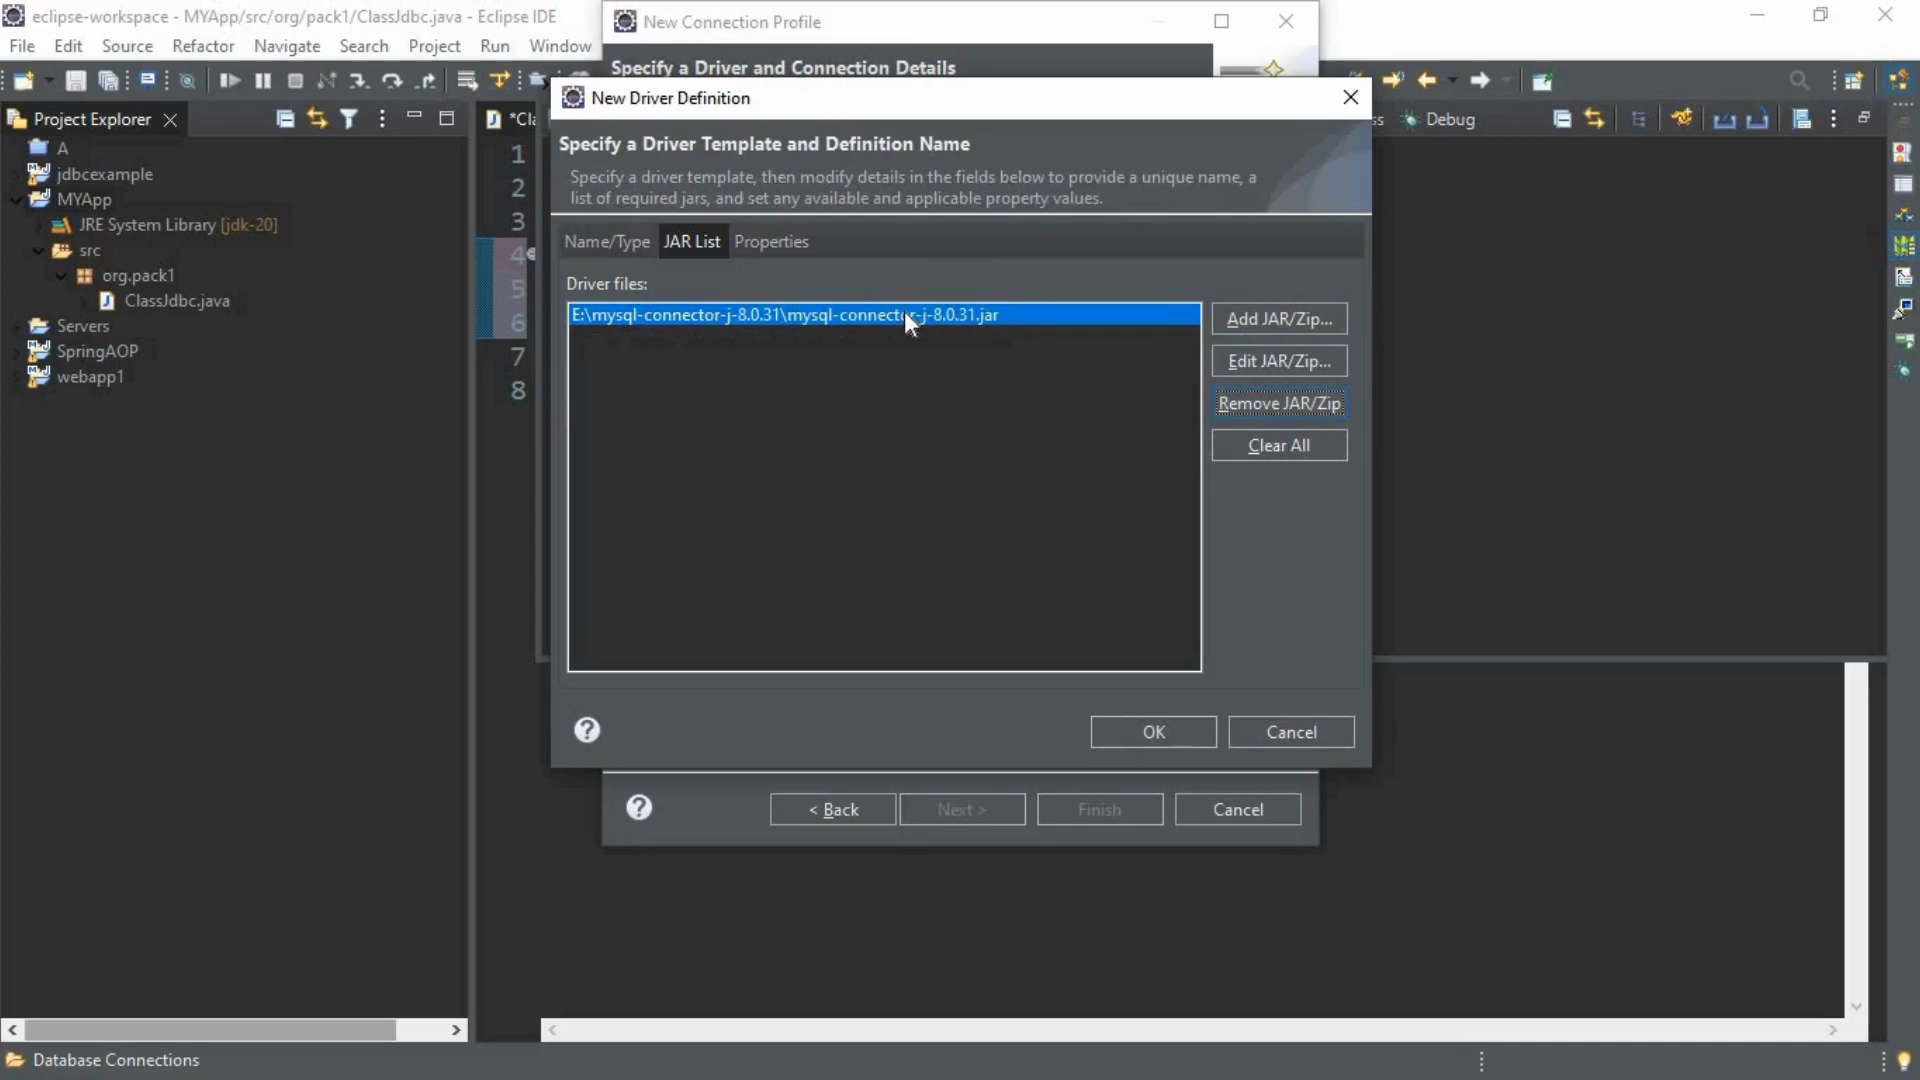 eclipse-workspace - MYApp/src/org/pack1/ClassJdbc.java - Eclipse IDE
File Edit Source Refactor Navigate Search Project Run Window
New Connection Profile
Specify a Driver and Connection Details
New Driver Definition
Specify a Driver Template and Definition Name
Specify a driver template, then modify details in the fields below to provide a unique name, a
list of required jars, and set any available and applicable property values.
Name/Type JAR List Properties
Driver files:
E:\mysql-connector-j-8.0.31\mysql-connector-j-8.0.31.jar
Add JAR/Zip...
Edit JAR/Zip...
Remove JAR/Zip
Clear All
OK Cancel
< Back Next > Finish Cancel
Project Explorer
A
jdbcexample
MYApp
JRE System Library [jdk-20]
src
org.pack1
ClassJdbc.java
Servers
SpringAOP
webapp1
*Cla
1
2
3
4
5
6
7
8
ss Debug
Database Connections